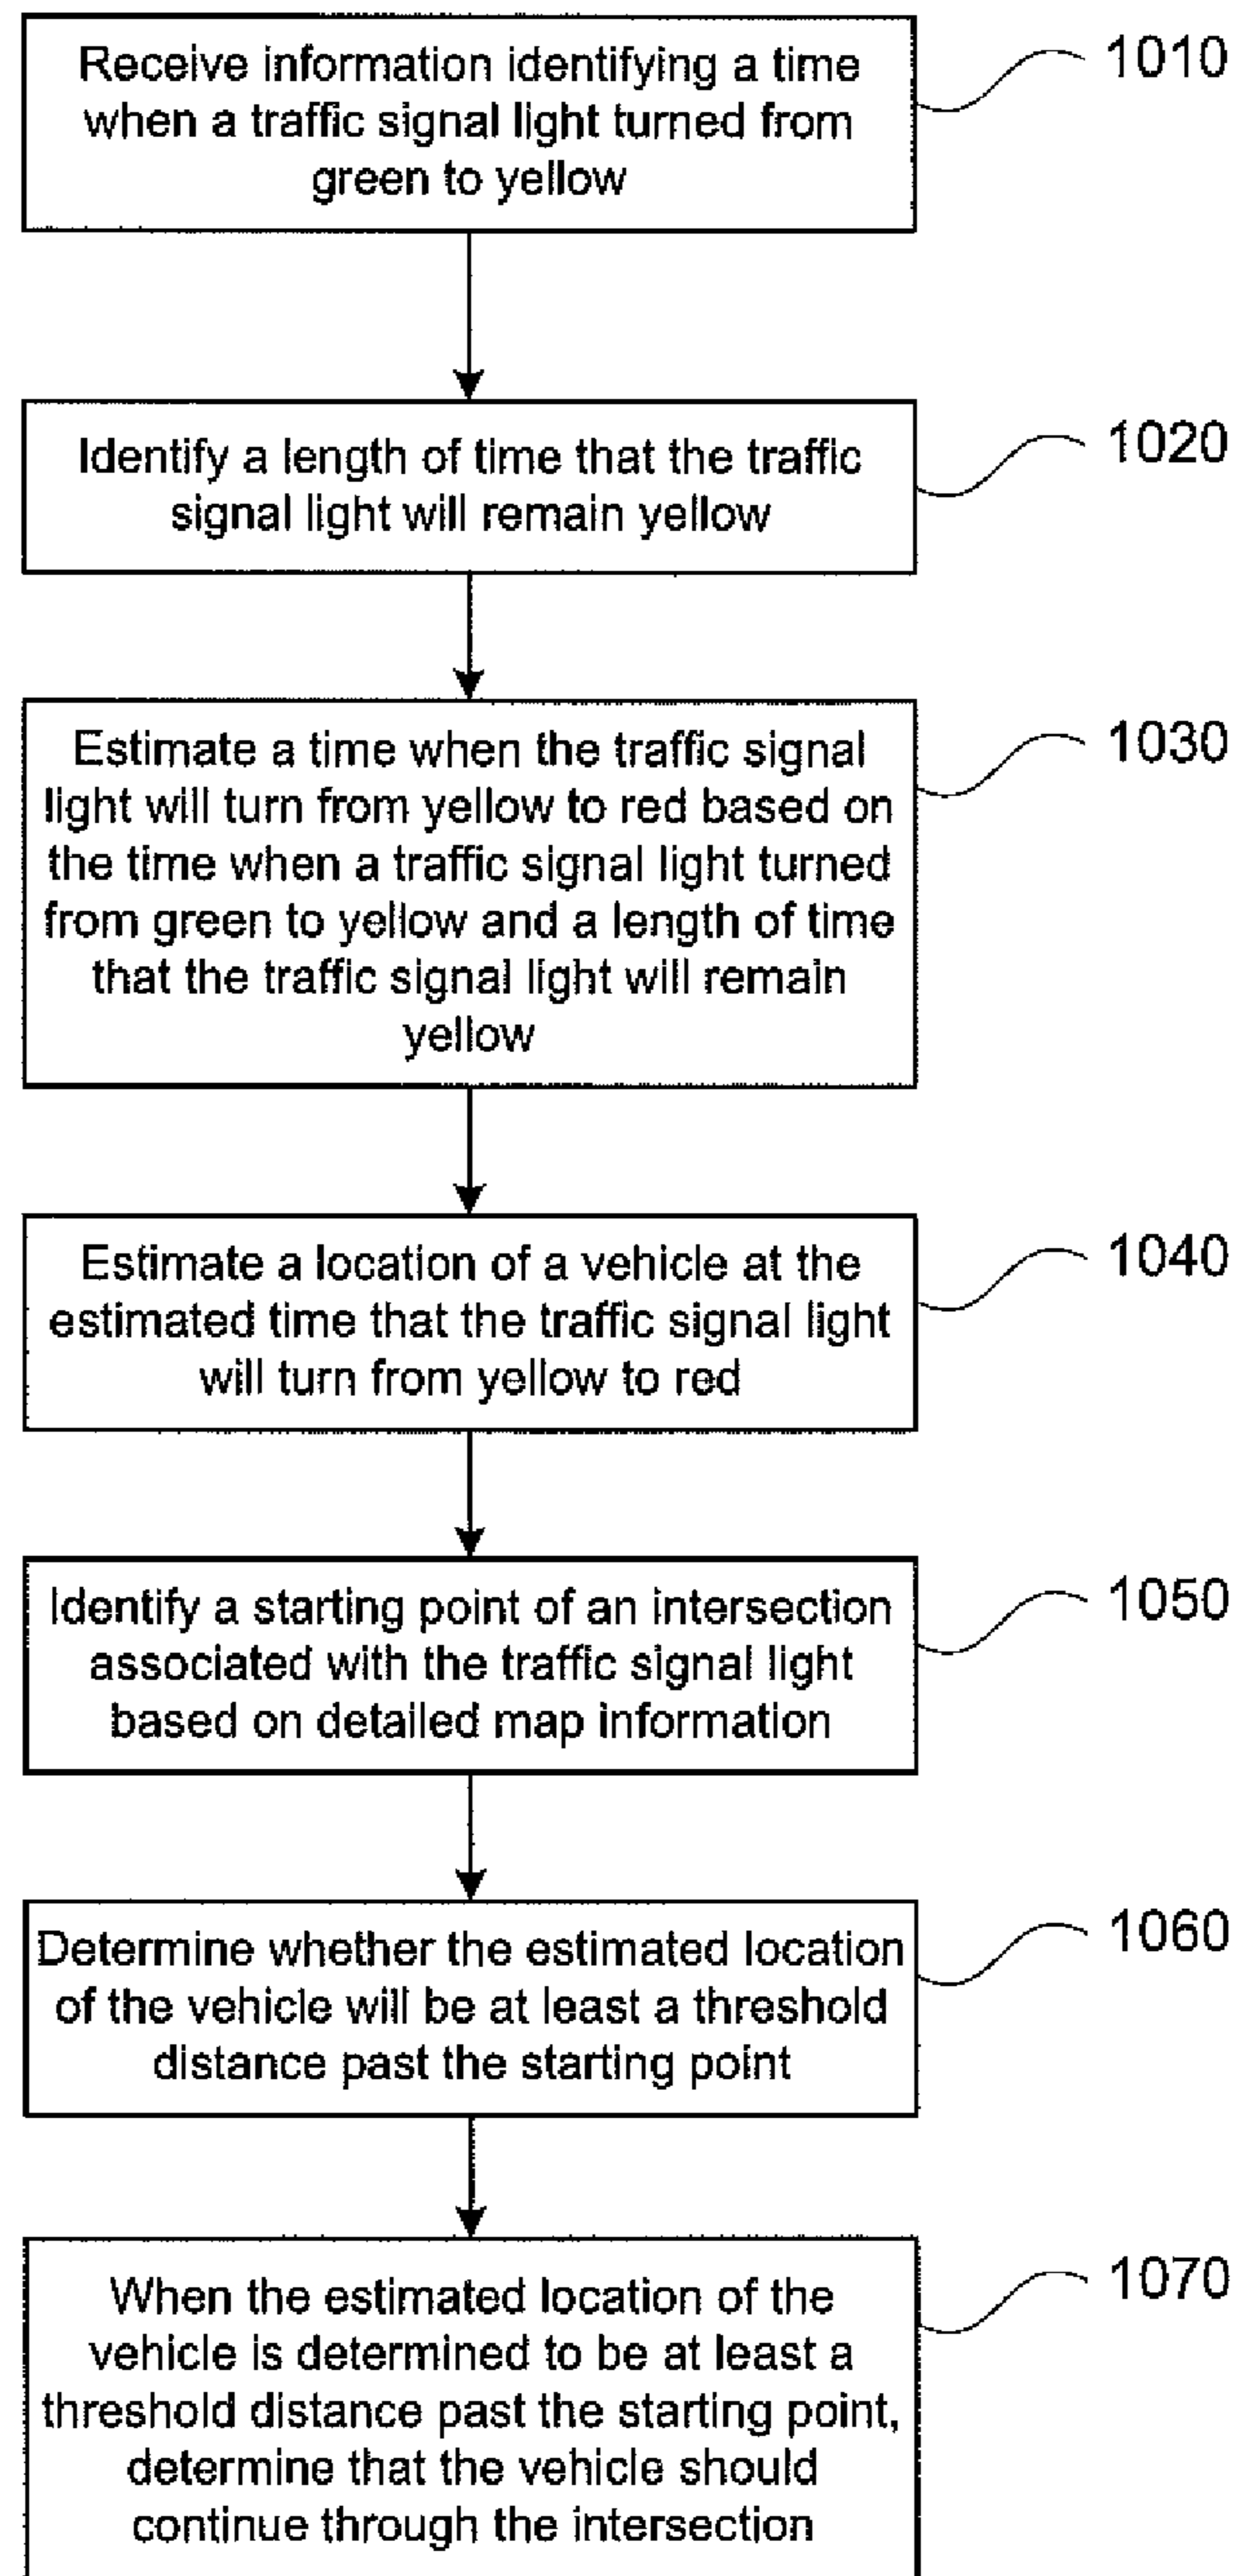 Receive information identifying a time
when a traffic signal light turned from
green to yellow
1010
Identify a length of time that the traffic
signal light will remain yellow
1020
Estimate a time when the traffic signal
light will turn from yellow to red based on
the time when a traffic signal light turned
from green to yellow and a length of time
that the traffic signal light will remain
yellow
1030
Estimate a location of a vehicle at the
estimated time that the traffic signal light
will turn from yellow to red
1040
Identify a starting point of an intersection
associated with the traffic signal light
based on detailed map information
1050
Determine whether the estimated location
of the vehicle will be at least a threshold
distance past the starting point
1060
When the estimated location of the
vehicle is determined to be at least a
threshold distance past the starting point,
determine that the vehicle should
continue through the intersection
1070